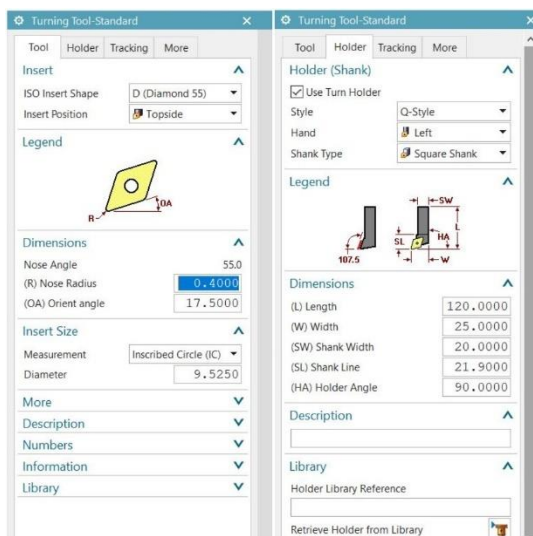 Turning Tool-Standard
Tool Holder Tracking More
Insert
ISO Insert Shape D (Diamond 55)
Insert Position Topside
Legend
R
OA
Dimensions
Nose Angle 55.0
(R) Nose Radius 0.4000
(OA) Orient angle 17.5000
Insert Size
Measurement Inscribed Circle (IC)
Diameter 9.5250
More
Description
Numbers
Information
Library
Turning Tool-Standard
Tool Holder Tracking More
Holder (Shank)
Use Turn Holder
Style Q-Style
Hand Left
Shank Type Square Shank
Legend
SW
L
SL HA
107.5 W
Dimensions
(L) Length 120.0000
(W) Width 25.0000
(SW) Shank Width 20.0000
(SL) Shank Line 21.9000
(HA) Holder Angle 90.0000
Description
Library
Holder Library Reference
Retrieve Holder from Library